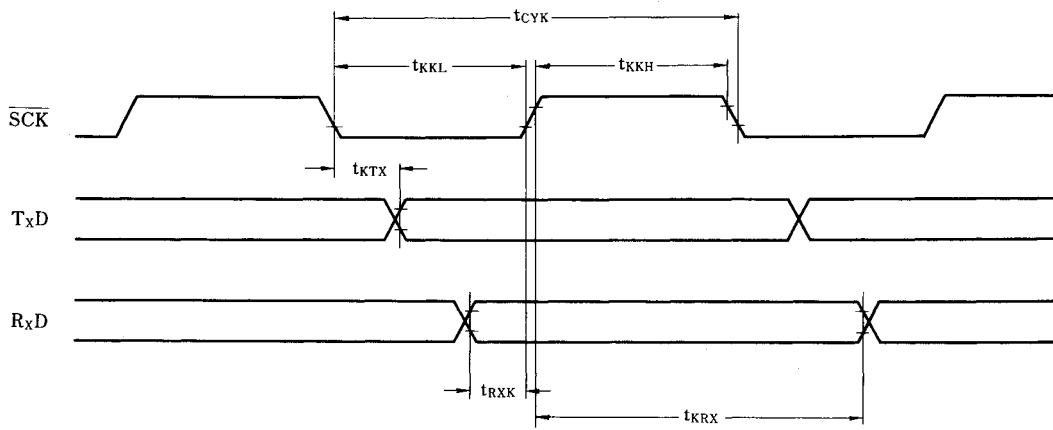 tCYK
tKKL
tKKH
SCK
tKTX
TXD
RXD
tRXK
tKRX